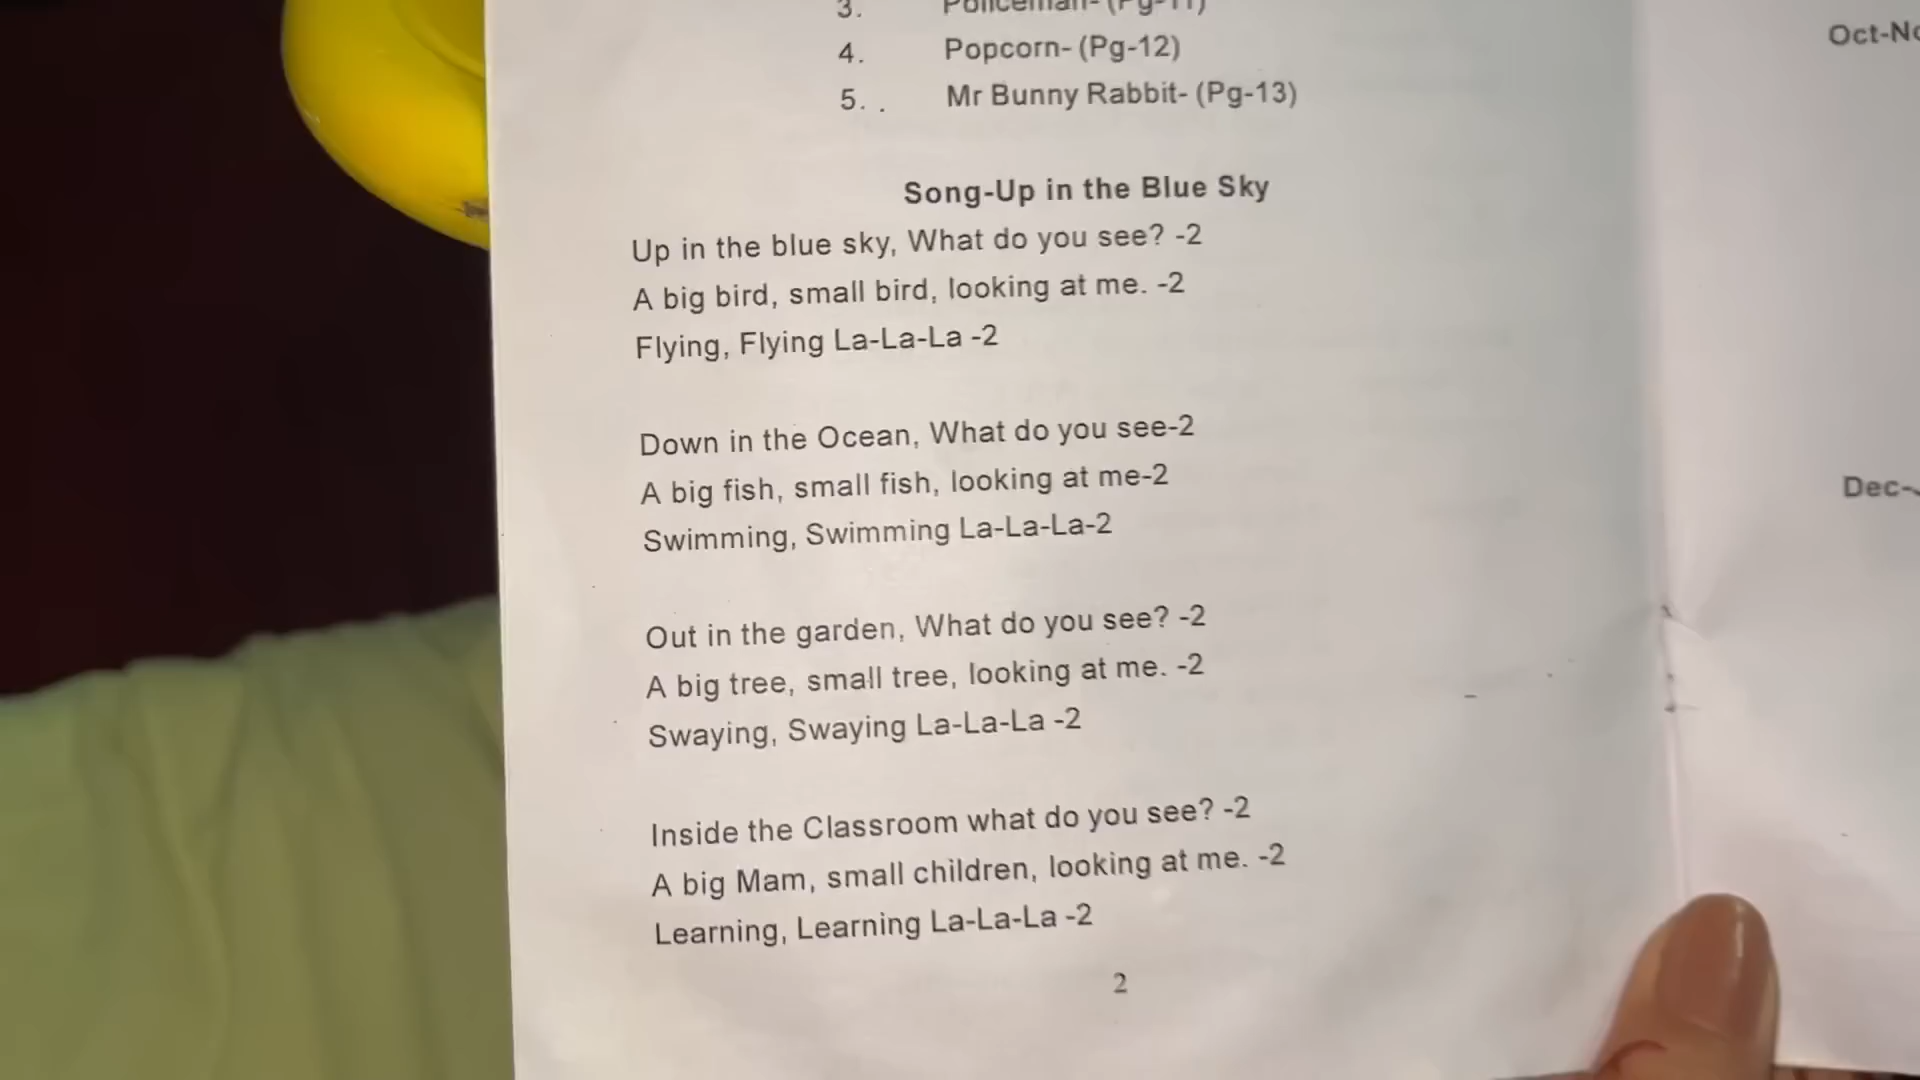 3. Policeman- (Pg-11)
4. Popcorn- (Pg-12)
5. . Mr Bunny Rabbit- (Pg-13)
Song-Up in the Blue Sky
Up in the blue sky, What do you see? -2
A big bird, small bird, looking at me. -2
Flying, Flying La-La-La -2
Down in the Ocean, What do you see-2
A big fish, small fish, looking at me-2
Swimming, Swimming La-La-La-2
Out in the garden, What do you see? -2
A big tree, small tree, looking at me. -2
Swaying, Swaying La-La-La -2
Inside the Classroom what do you see? -2
A big Mam, small children, looking at me. -2
Learning, Learning La-La-La -2
2
Dec-